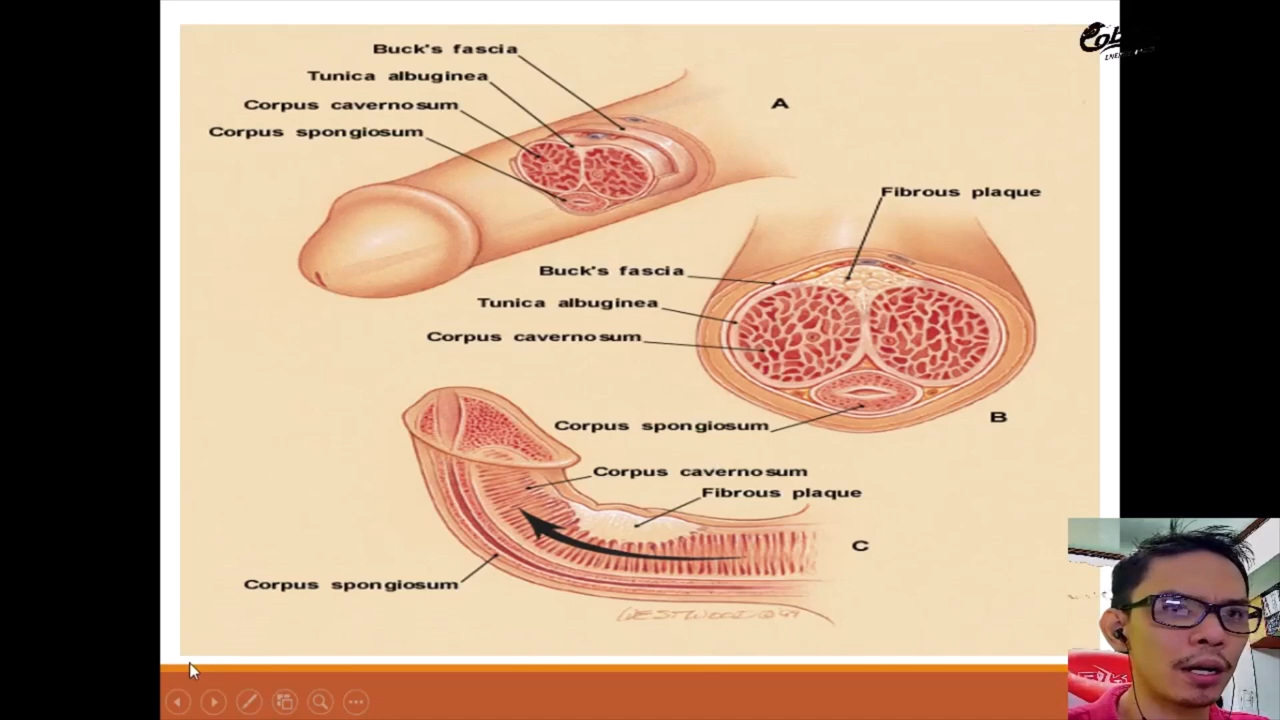 Buck's fascia
Tunica albuginea
Corpus cavernosum
Corpus spongiosum
A
Fibrous plaque
Buck's fascia
Tunica albuginea
Corpus cavernosum
Corpus spongiosum
B
Corpus cavernosum
Fibrous plaque
C
Corpus spongiosum
WESTWOOD